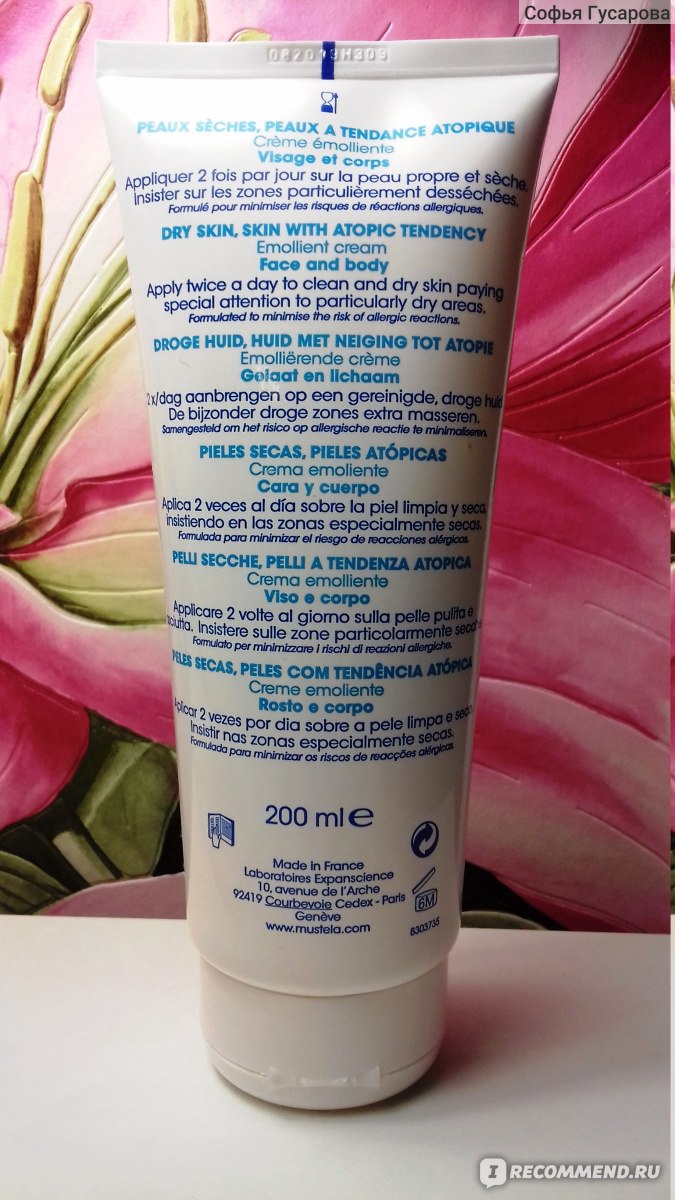 Софья Гусарова
082019H309
PEAUX SÈCHES, PEAUX A TENDANCE ATOPIQUE
Crème émolliente
Visage et corps
Appliquer 2 fois par jour sur la peau propre et sèche.
Insister sur les zones particulièrement desséchées.
Formulé pour minimiser les risques de réactions allergiques.
DRY SKIN, SKIN WITH ATOPIC TENDENCY
Emollient cream
Face and body
Apply twice a day to clean and dry skin paying
special attention to particularly dry areas.
Formulated to minimise the risk of allergic reactions.
DROGE HUID, HUID MET NEIGING TOT ATOPIE
Emolliërende crème
Gelaat en lichaam
2x/dag aanbrengen op een gereinigde, droge huid
De bijzonder droge zones extra masseren.
Samengesteld om het risico op allergische reactie te minimaliseren.
PIELES SECAS, PIELES ATÓPICAS
Crema emoliente
Cara y cuerpo
Aplica 2 veces al día sobre la piel limpia y seca,
insistiendo en las zonas especialmente secas.
Formulada para minimizar el riesgo de reacciones alérgicas.
PELLI SECCHE, PELLI A TENDENZA ATOPICA
Crema emolliente
Viso e corpo
Applicare 2 volte al giorno sulla pelle pulita e
asciutta. Insistere sulle zone particolarmente secche
Formulato per minimizzare i rischi di reazioni allergiche.
PELES SECAS, PELES COM TENDÊNCIA ATÓPICA
Creme emoliente
Rosto e corpo
Aplicar 2 vezes por dia sobre a pele limpa e seca.
Insistir nas zonas especialmente secas.
Formulada para minimizar os riscos de reacções alérgicas.
200 ml e
Made in France
Laboratoires Expanscience
10, avenue de l'Arche
92419 Courbevoie Cedex - Paris
Genève
www.mustela.com
6M
8303735
IRECOMMEND.RU